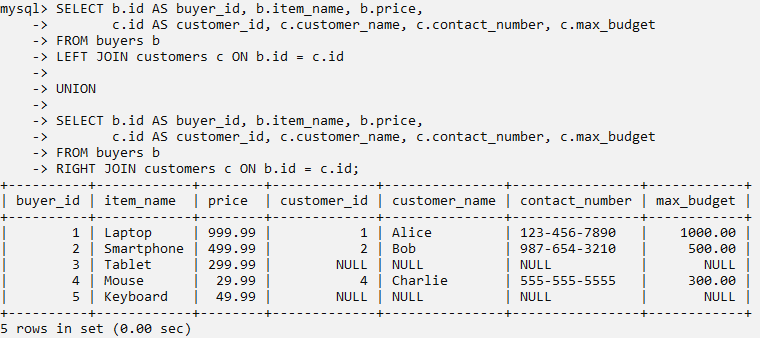 mysql> SELECT b.id AS buyer_id, b.item_name, b.price,
    ->        c.id AS customer_id, c.customer_name, c.contact_number, c.max_budget
    -> FROM buyers b
    -> LEFT JOIN customers c ON b.id = c.id
    ->
    -> UNION
    ->
    -> SELECT b.id AS buyer_id, b.item_name, b.price,
    ->        c.id AS customer_id, c.customer_name, c.contact_number, c.max_budget
    -> FROM buyers b
    -> RIGHT JOIN customers c ON b.id = c.id;
+----------+------------+--------+-------------+---------------+----------------+------------+
| buyer_id | item_name  | price  | customer_id | customer_name | contact_number | max_budget |
+----------+------------+--------+-------------+---------------+----------------+------------+
|        1 | Laptop     | 999.99 |           1 | Alice         | 123-456-7890   |    1000.00 |
|        2 | Smartphone | 499.99 |           2 | Bob           | 987-654-3210   |     500.00 |
|        3 | Tablet     | 299.99 |        NULL | NULL          | NULL           |       NULL |
|        4 | Mouse      |  29.99 |           4 | Charlie       | 555-555-5555   |     300.00 |
|        5 | Keyboard   |  49.99 |        NULL | NULL          | NULL           |       NULL |
+----------+------------+--------+-------------+---------------+----------------+------------+
5 rows in set (0.00 sec)